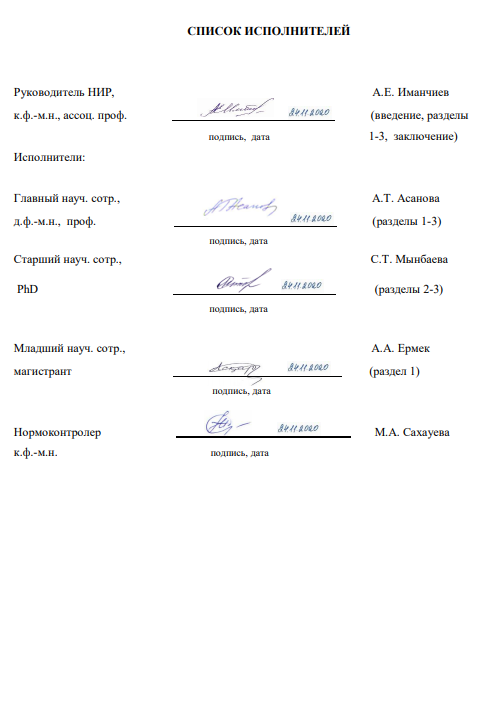 СПИСОК ИСПОЛНИТЕЛЕЙ
Руководитель НИР, А.Е. Иманчиев
к.ф.-м.н., ассоц. проф. 24.11.2020 (введение, разделы
подпись, дата 1-3, заключение)
Исполнители:
Главный науч. сотр., А.Т. Асанова
д.ф.-м.н., проф. 24.11.2020 (разделы 1-3)
подпись, дата
Старший науч. сотр., С.Т. Мынбаева
PhD 24.11.2020 (разделы 2-3)
подпись, дата
Младший науч. сотр., А.А. Ермек
магистрант 24.11.2020 (раздел 1)
подпись, дата
24.11.2020
Нормоконтролер М.А. Сахауева
к.ф.-м.н. подпись, дата